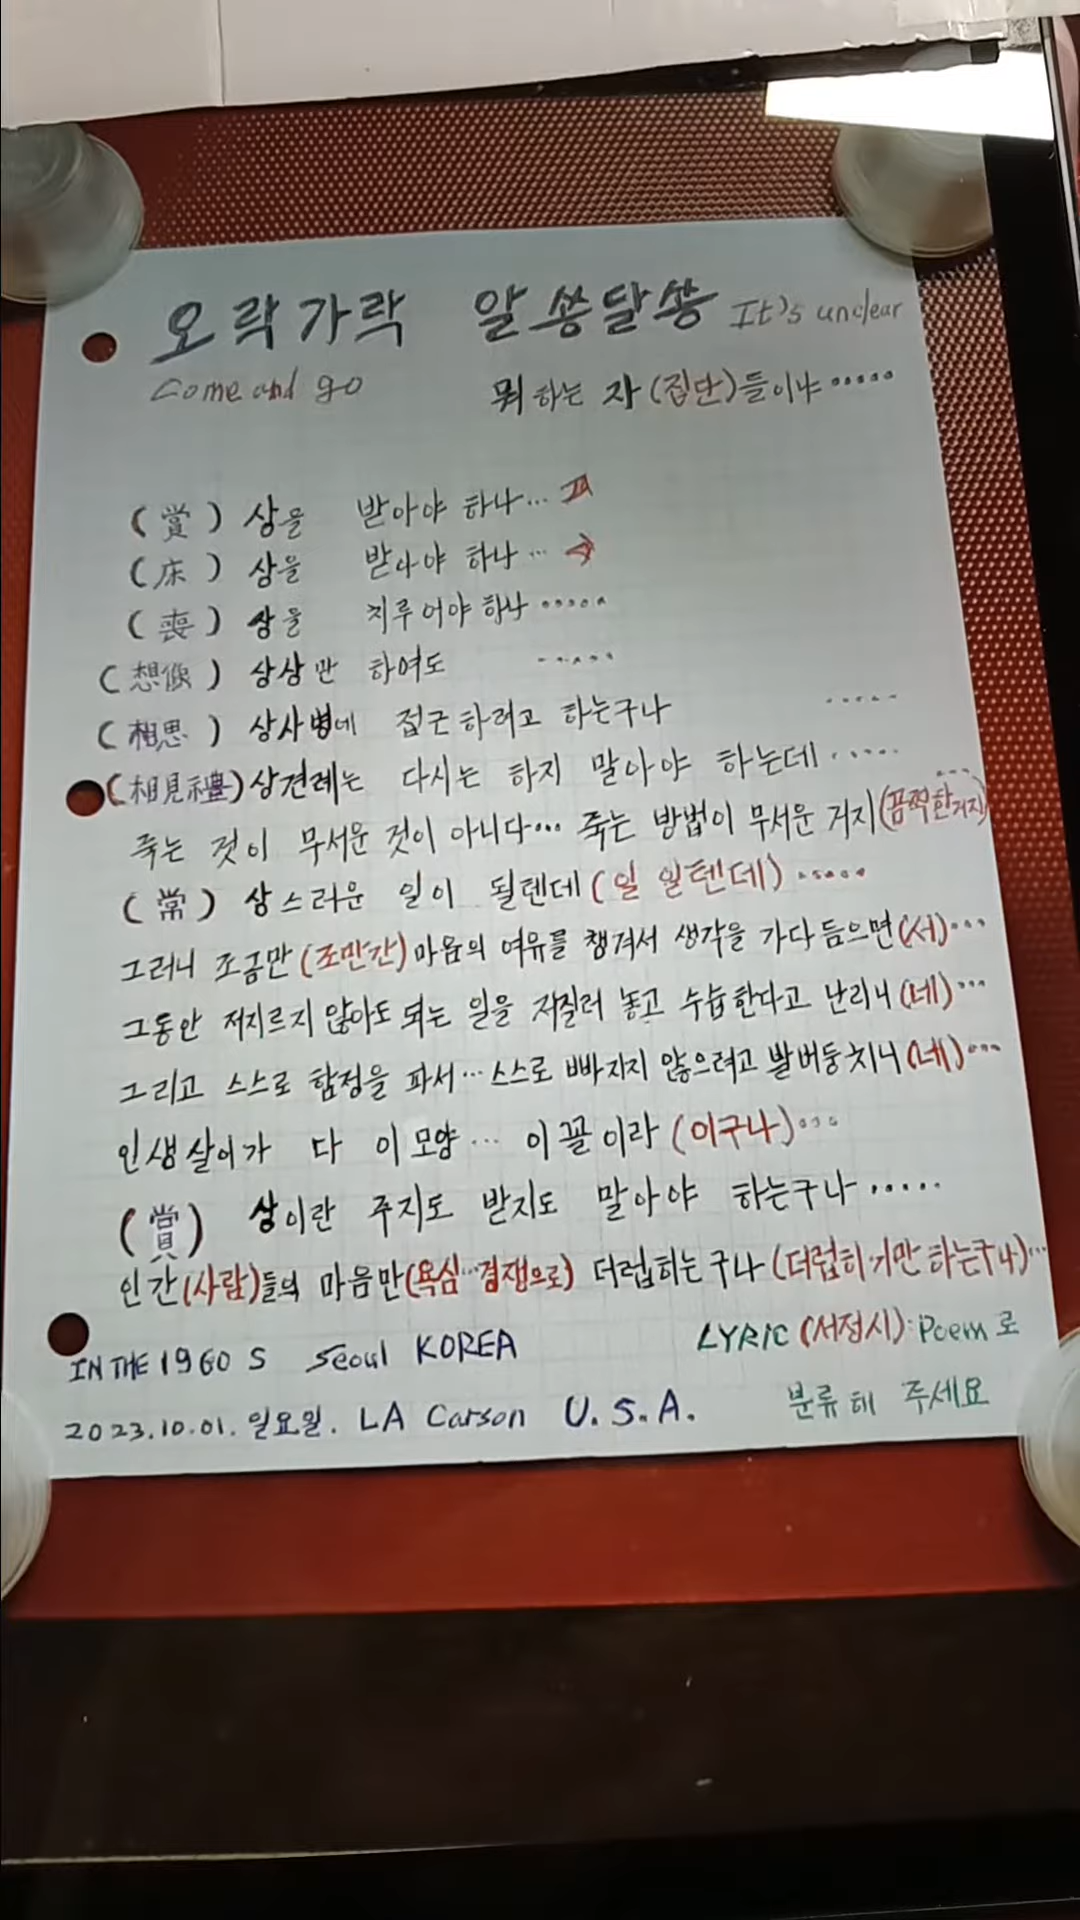 오락가락 알쏭달쏭 It's unclear
Come and go 뭐 하는 자 (집단)들이냐 .....
(賞) 상을 받아야 하나...
(床) 상을 받아야 하나...
(喪) 상을 치루어야 하나 .....
(想像) 상상만 하여도 .....
(相思) 상사병에 접근하려고 하는구나 .....
(相見禮) 상견례는 다시는 하지 말아야 하는데 .....
죽는 것이 무서운 것이 아니다... 죽는 방법이 무서운 거지(끔찍한거지)...
(常) 상스러운 일이 될텐데 (일 일텐데) .....
그러니 조금만 (조만간) 마음의 여유를 챙겨서 생각을 가다듬으면(서)...
그동안 저지르지 않아도 되는 일을 저질러 놓고 수습한다고 난리니 (네)...
그리고 스스로 함정을 파서... 스스로 빠지지 않으려고 발버둥치니 (네)...
인생살이가 다 이 모양... 이 꼴이라 (이구나)...
(賞) 상이란 주지도 받지도 말아야 하는구나 .....
인간(사람)들의 마음만(욕심...경쟁으로) 더럽히는구나 (더럽히기만 하는구나)...
IN THE 1960 S Seoul KOREA LYRIC (서정시) : Poem 로
2023.10.01. 일요일. LA Carson U.S.A. 분류해 주세요